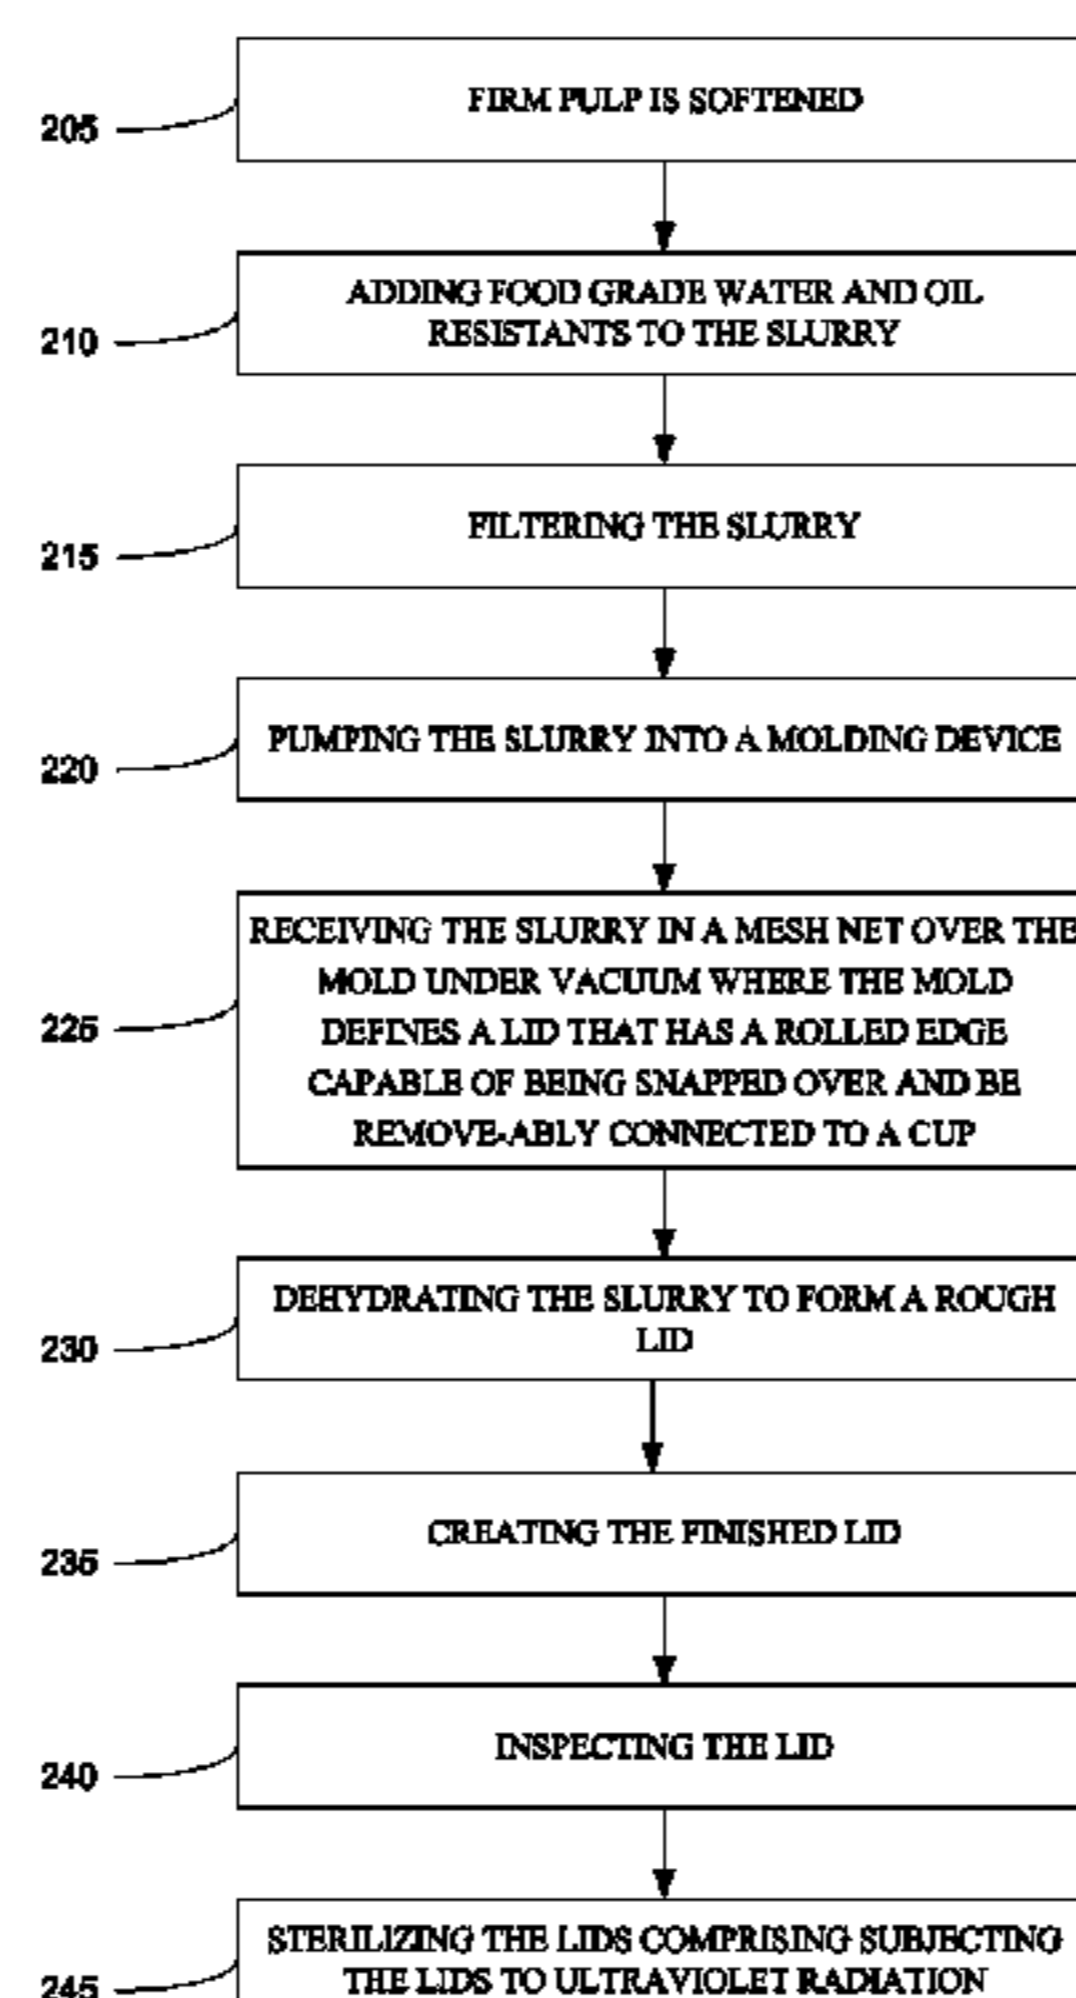 205
FIRM PULP IS SOFTENED
210
ADDING FOOD GRADE WATER AND OIL
RESISTANTS TO THE SLURRY
215
FILTERING THE SLURRY
220
PUMPING THE SLURRY INTO A MOLDING DEVICE
225
RECEIVING THE SLURRY IN A MESH NET OVER THE
MOLD UNDER VACUUM WHERE THE MOLD
DEFINES A LID THAT HAS A ROLLED EDGE
CAPABLE OF BEING SNAPPED OVER AND BE
REMOVE-ABLY CONNECTED TO A CUP
230
DEHYDRATING THE SLURRY TO FORM A ROUGH
LID
235
CREATING THE FINISHED LID
240
INSPECTING THE LID
245
STERILIZING THE LIDS COMPRISING SUBJECTING
THE LIDS TO ULTRAVIOLET RADIATION